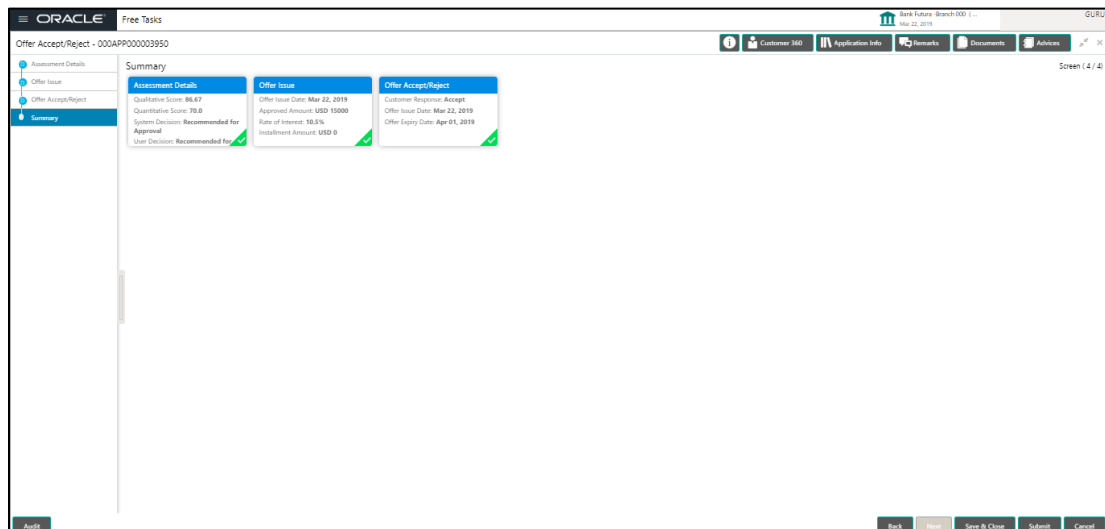 ORACLE
Free Tasks
Bank Futura -Branch 000 ( ...
Mar 22, 2019
GURU
Offer Accept/Reject - 000APP000003950
Customer 360
Application Info
Remarks
Documents
Advices
Assessment Details
Offer Issue
Offer Accept/Reject
Summary
Summary
Screen ( 4 / 4)
Assessment Details
Qualitative Score: 86.67
Quantitative Score: 70.0
System Decision: Recommended for
Approval
User Decision: Recommended for
Offer Issue
Offer Issue Date: Mar 22, 2019
Approved Amount: USD 15000
Rate of Interest: 10.5%
Installment Amount: USD 0
Offer Accept/Reject
Customer Response: Accept
Offer Issue Date: Mar 22, 2019
Offer Expiry Date: Apr 01, 2019
Audit
Back
Next
Save & Close
Submit
Cancel